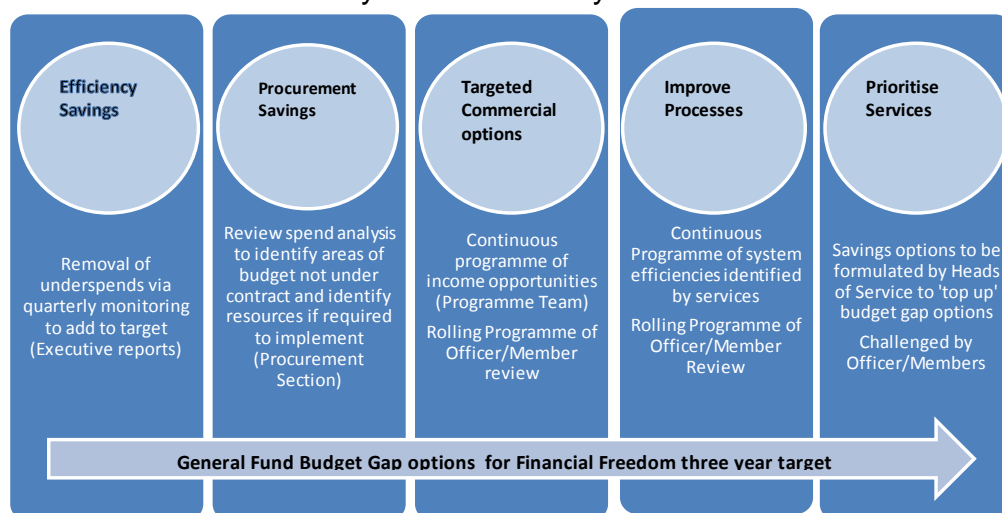 Efficiency
Savings
Removal of
underspends via
quarterly monitoring
to add to target
(Executive reports)
Procurement
Savings
Review spend analysis
to identify areas of
budget not under
contract and identify
resources if required
to implement
(Procurement
Section)
Targeted
Commercial
options
Continuous
programme of
income opportunities
(Programme Team)
Rolling Programme of
Officer/Member
review
Improve
Processes
Continuous
Programme of system
efficiencies identified
by services
Rolling Programme of
Officer/Member
Review
Prioritise
Services
Savings options to be
formulated by Heads
of Service to 'top up'
budget gap options
Challenged by
Officer/Members
General Fund Budget Gap options for Financial Freedom three year target